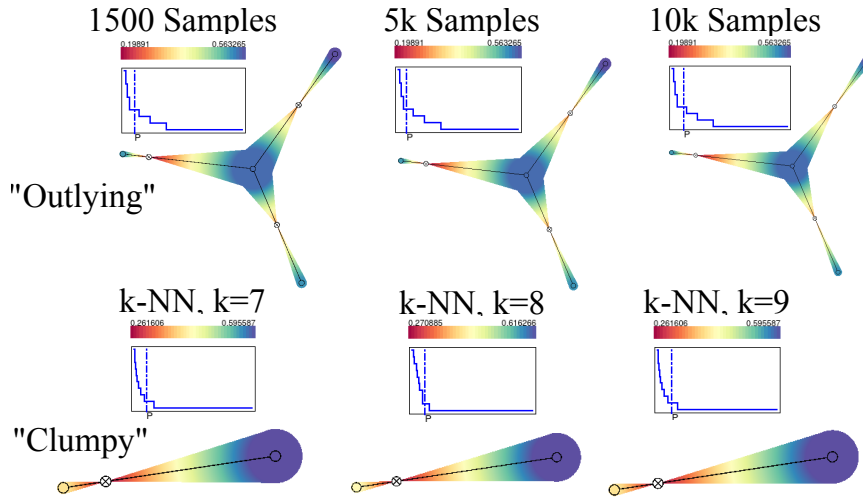 1500 Samples 5k Samples 10k Samples
0.19891 0.563265 0.19891 0.563265 0.19891 0.563265
P P P
"Outlying"
k-NN, k=7 k-NN, k=8 k-NN, k=9
0.261606 0.595587 0.270885 0.616266 0.261606 0.595587
P P P
"Clumpy"